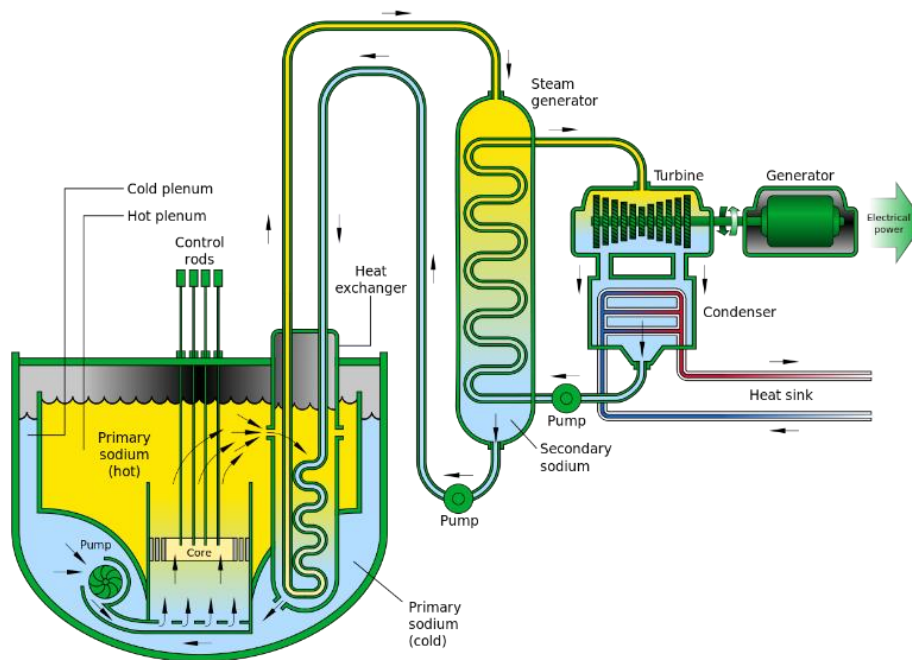 Steam
generator
Turbine
Generator
Electrical
power
Cold plenum
Hot plenum
Control
rods
Heat
exchanger
Condenser
Heat sink
Pump
Primary
sodium
(hot)
Secondary
sodium
Pump
Pump
Core
Primary
sodium
(cold)